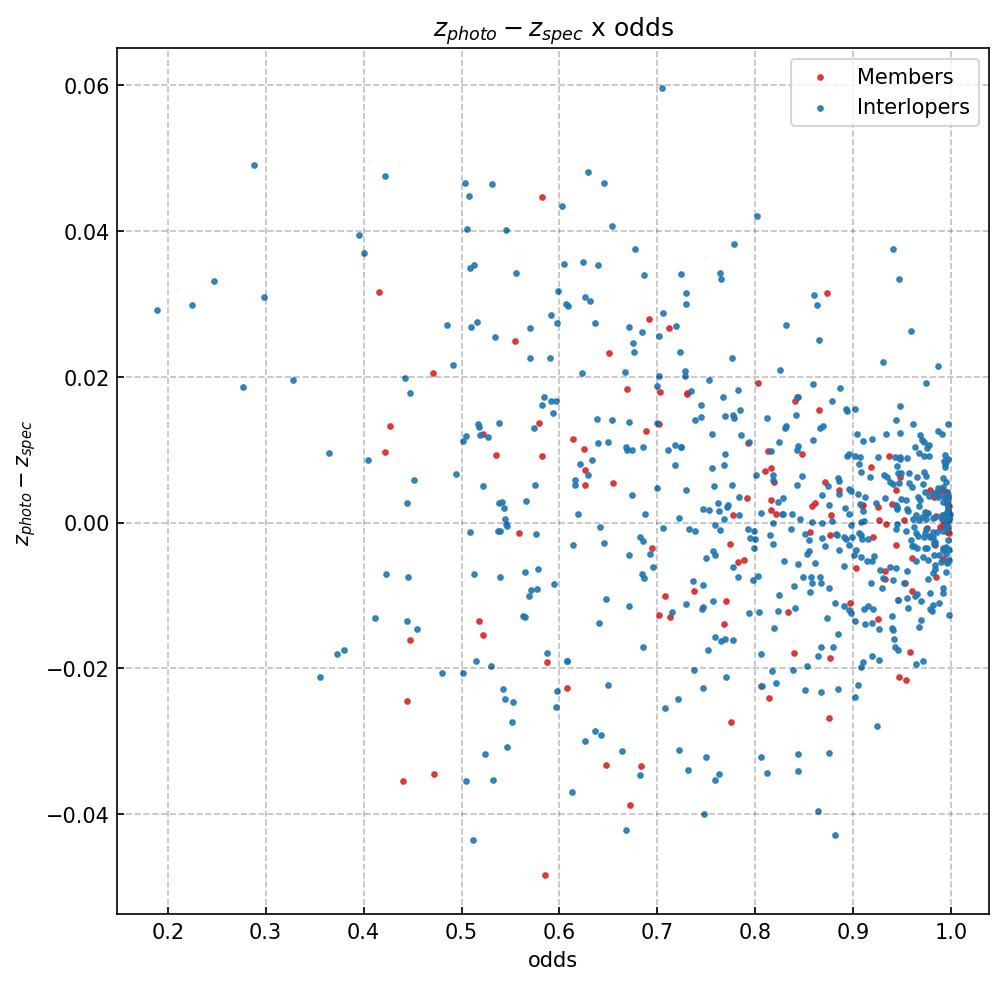 z_photo − z_spec x odds
Members
Interlopers
z_photo − z_spec
0.06
0.04
0.02
0.00
−0.02
−0.04
0.2 0.3 0.4 0.5 0.6 0.7 0.8 0.9 1.0
odds